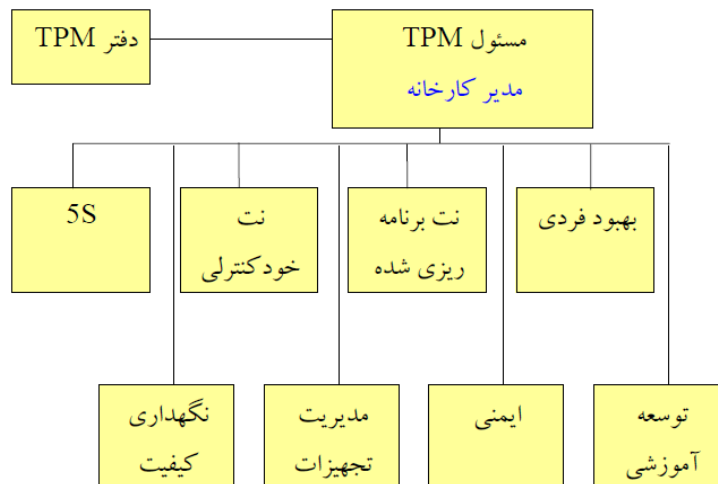 مسئول TPM
مدیر کارخانه
دفتر TPM
بهبود فردی
نت برنامه
ریزی شده
نت
خودکنترلی
5S
توسعه
آموزشی
ایمنی
مدیریت
تجهیزات
نگهداری
کیفیت